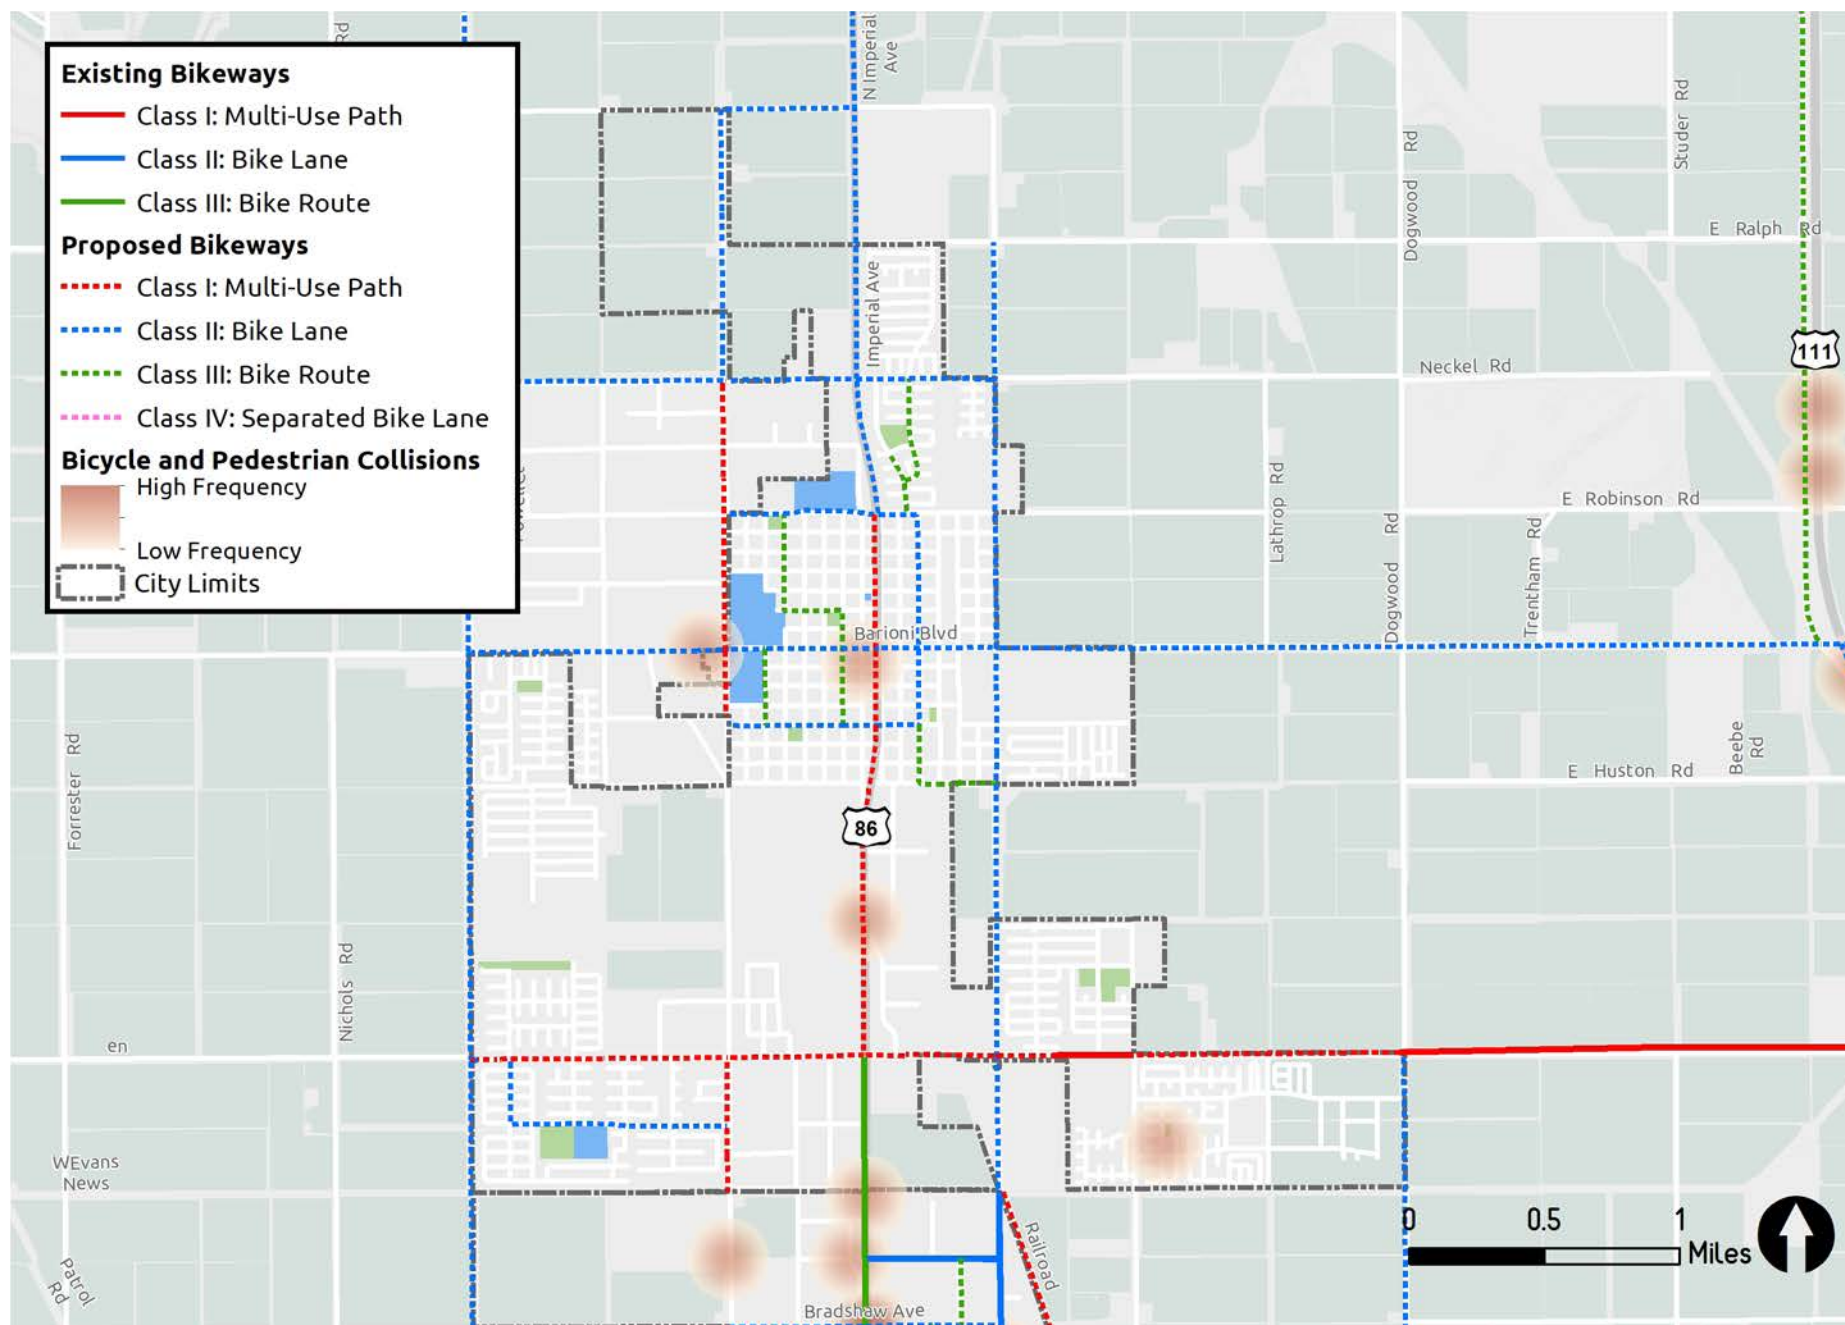 Existing Bikeways
Class I: Multi-Use Path
Class II: Bike Lane
Class III: Bike Route
Proposed Bikeways
Class I: Multi-Use Path
Class II: Bike Lane
Class III: Bike Route
Class IV: Separated Bike Lane
Bicycle and Pedestrian Collisions
High Frequency
Low Frequency
City Limits
Rd
N Imperial
Ave
Imperial Ave
Dogwood Rd
Studer Rd
E Ralph Rd
111
Neckel Rd
E Robinson Rd
Lathrop Rd
Dogwood Rd
Trentham Rd
Barioni Blvd
Forrester Rd
86
Beebe
Rd
E Huston Rd
Nichols Rd
en
WEvans
News
Patrol
Rd
Railroad
Bradshaw Ave
0 0.5 1
Miles